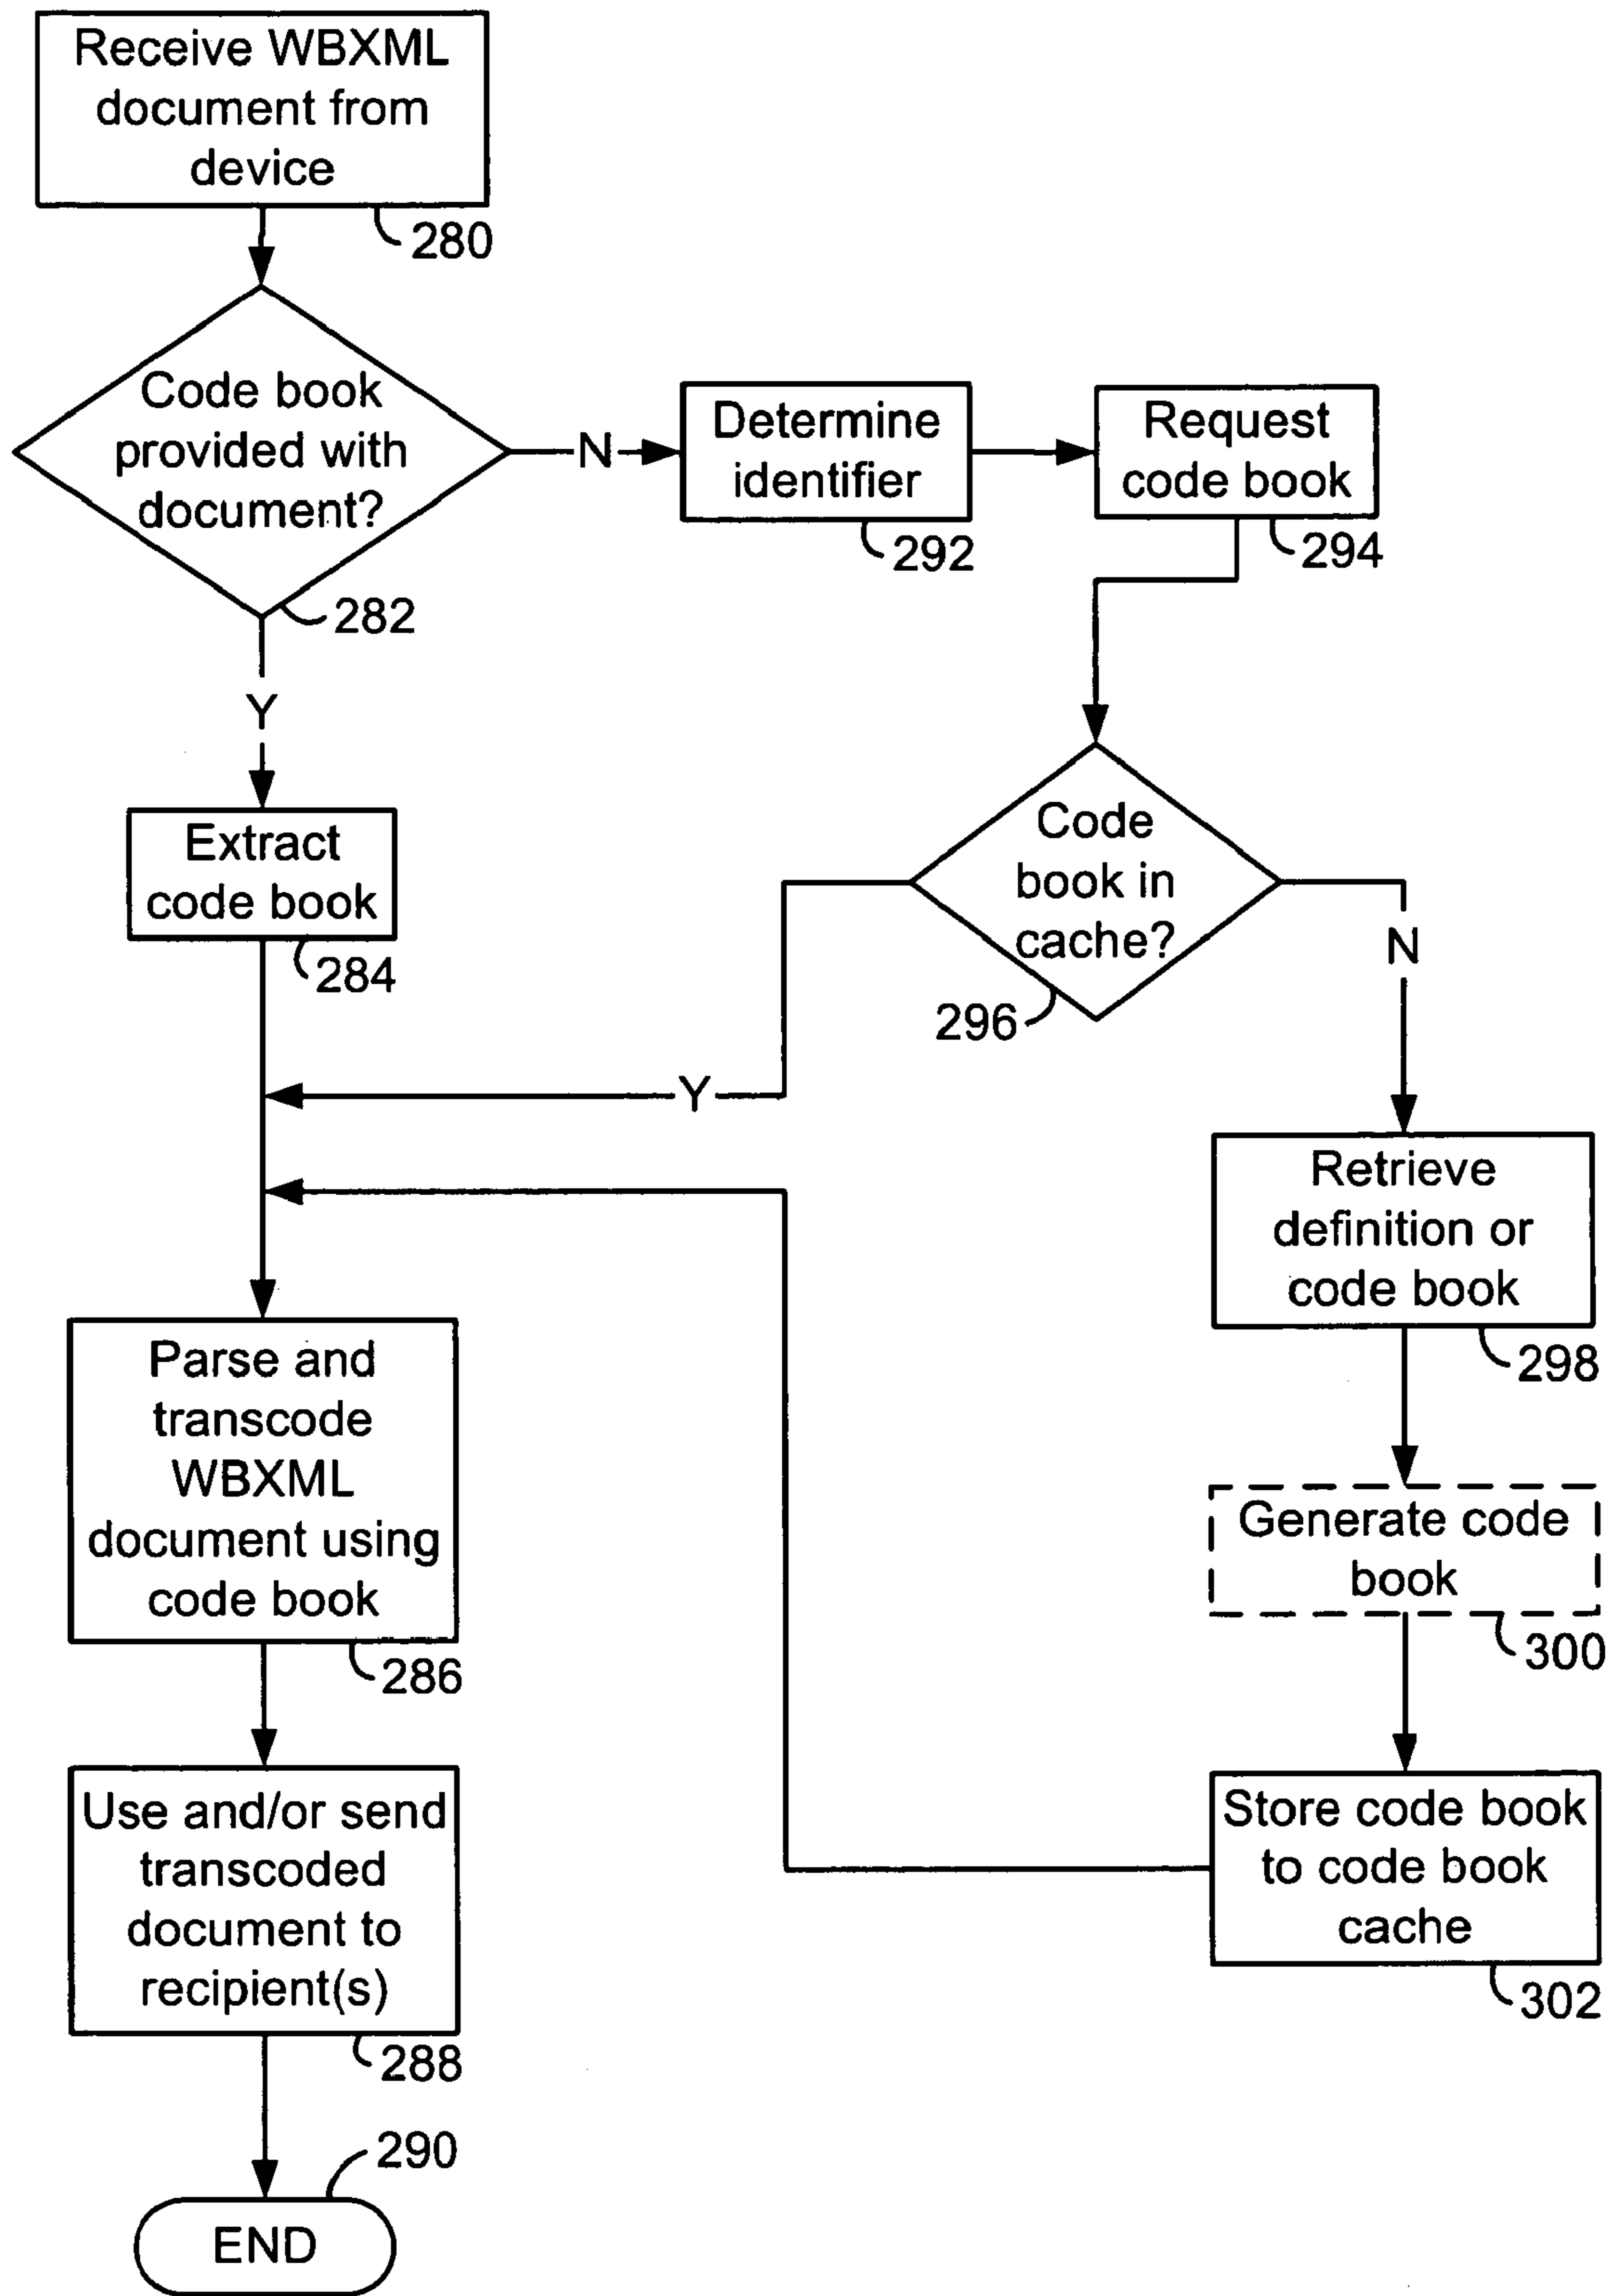 Receive WBXML
document from
device
280
Code book
provided with
document?
282
N
Determine
identifier
292
Request
code book
294
Y
Extract
code book
284
Code
book in
cache?
296
Y
N
Retrieve
definition or
code book
298
Generate code
book
300
Store code book
to code book
cache
302
Parse and
transcode
WBXML
document using
code book
286
Use and/or send
transcoded
document to
recipient(s)
288
290
END